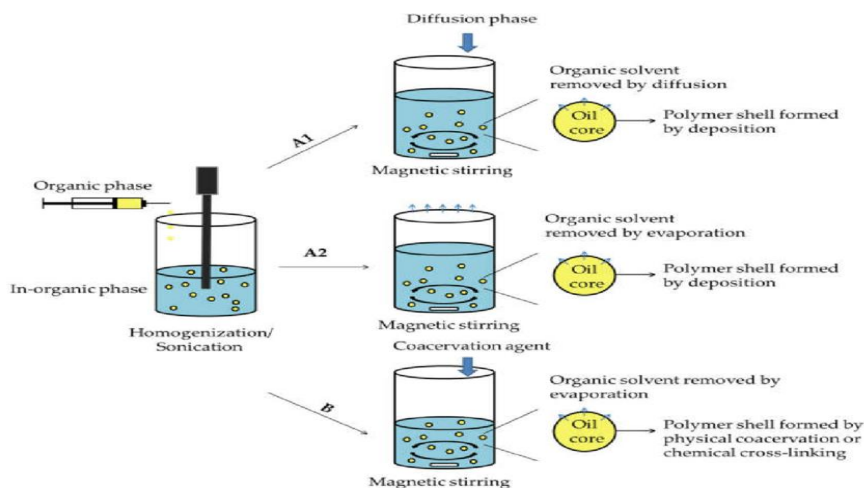 Diffusion phase
Organic solvent
removed by diffusion
A1
Oil
core
Polymer shell formed
by deposition
Magnetic stirring
Organic phase
In-organic phase
Homogenization/
Sonication
A2
Organic solvent
removed by evaporation
Oil
core
Polymer shell formed
by deposition
Magnetic stirring
Coacervation agent
B
Organic solvent removed by
evaporation
Oil
core
Polymer shell formed by
physical coacervation or
chemical cross-linking
Magnetic stirring